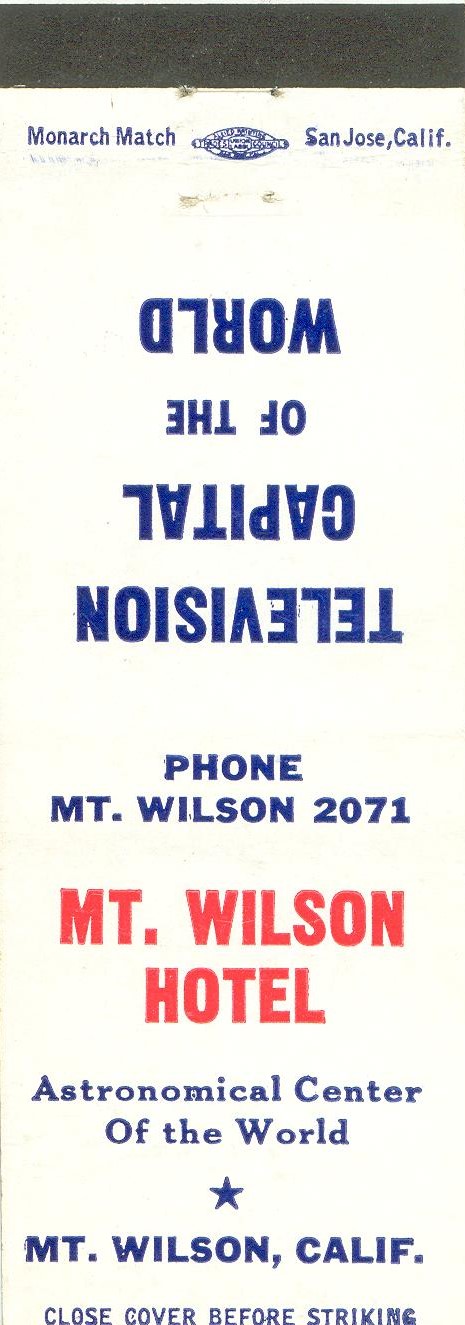 Monarch Match San Jose, Calif.
TELEVISION
CAPITAL
OF THE
WORLD
PHONE
MT. WILSON 2071
MT. WILSON
HOTEL
Astronomical Center
Of the World
MT. WILSON, CALIF.
CLOSE COVER BEFORE STRIKING